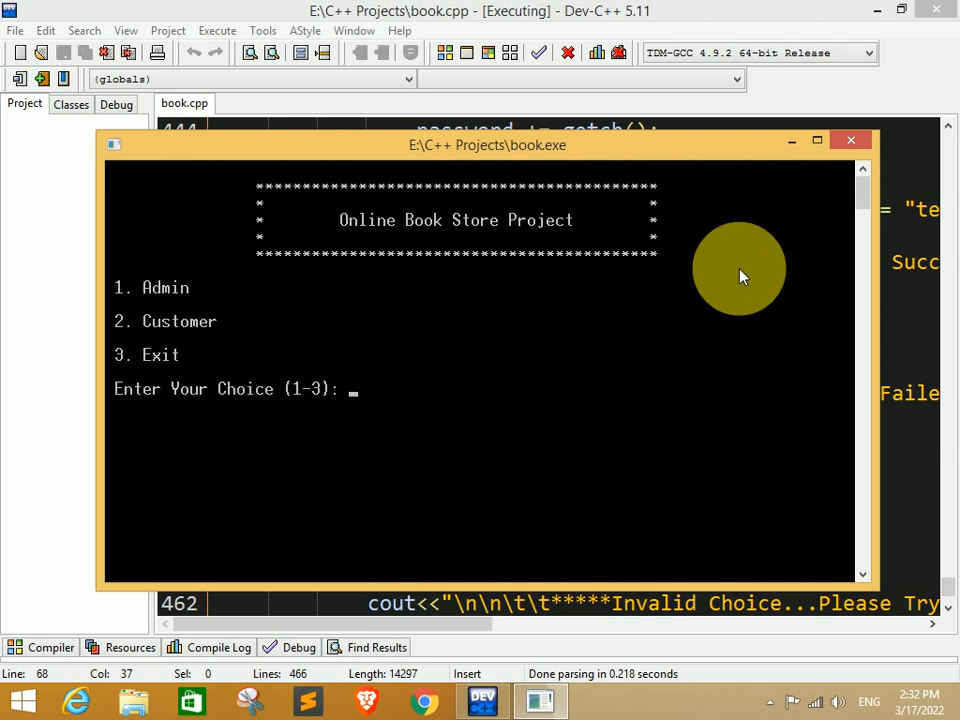 E:\C++ Projects\book.cpp - [Executing] - Dev-C++ 5.11
File Edit Search View Project Execute Tools AStyle Window Help
TDM-GCC 4.9.2 64-bit Release
(globals)
Project Classes Debug book.cpp
444 password += getch();
E:\C++ Projects\book.exe
*******************************************
* *
* Online Book Store Project *
* *
*******************************************
= "te
Succ
1. Admin
2. Customer
3. Exit
Enter Your Choice (1-3): _
Faile
462 cout<<"\n\n\t\t*****Invalid Choice...Please Try
Compiler Resources Compile Log Debug Find Results
Line: 68 Col: 37 Sel: 0 Lines: 466 Length: 14297 Insert Done parsing in 0.218 seconds
DEV
ENG
2:32 PM
3/17/2022